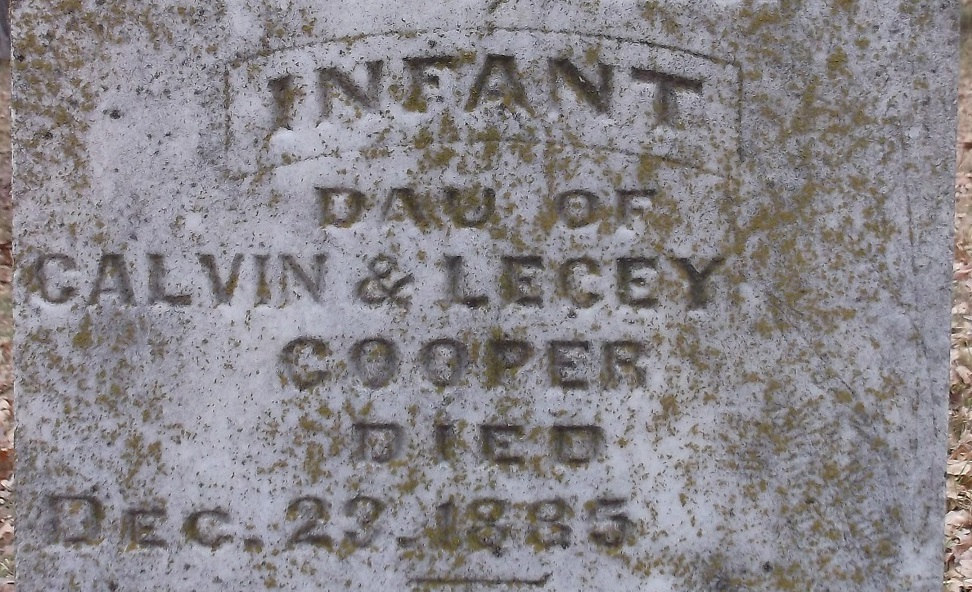 INFANT
DAU OF
CALVIN & LECEY
COOPER
DIED
DEC. 23. 1885